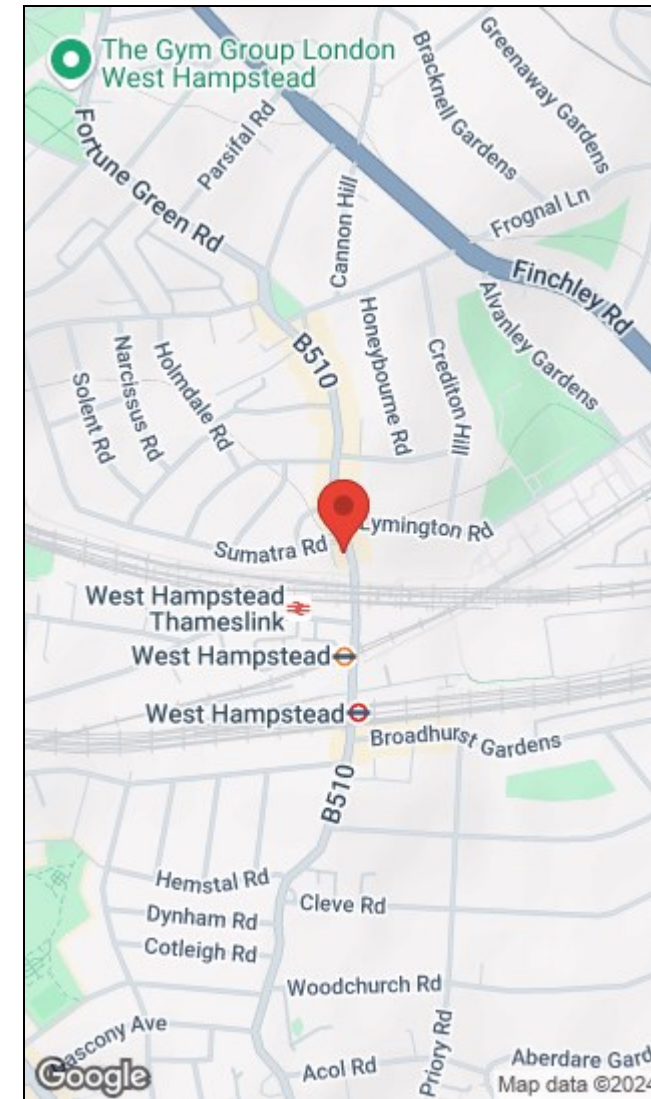 The Gym Group London
West Hampstead
Bracknell Gardens
Greenaway Gardens
Parsifal Rd
Fortune Green Rd
Cannon Hill
Frognal Ln
Finchley Rd
Alvanley Gardens
B510
Honeybourne Rd
Crediton Hill
Holmdale Rd
Narcissus Rd
Solent Rd
Lymington Rd
Sumatra Rd
West Hampstead
Thameslink
West Hampstead
West Hampstead
Broadhurst Gardens
B510
Hemstal Rd
Cleve Rd
Dynham Rd
Cotleigh Rd
Woodchurch Rd
Priory Rd
Ave
Acol Rd
Aberdare Gard
Google
Map data ©2024